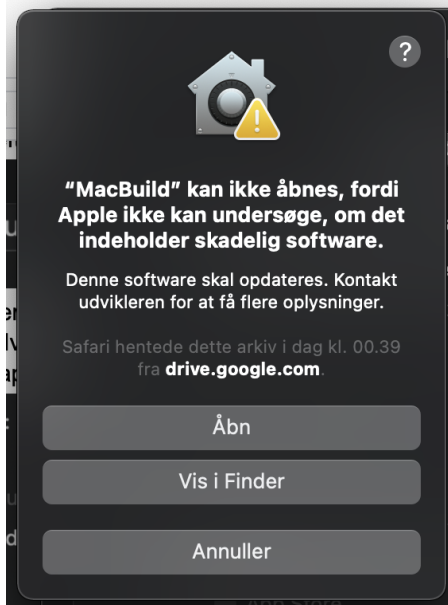 ?
“MacBuild” kan ikke åbnes, fordi
Apple ikke kan undersøge, om det
indeholder skadelig software.
Denne software skal opdateres. Kontakt
udvikleren for at få flere oplysninger.
Safari hentede dette arkiv i dag kl. 00.39
fra drive.google.com.
Åbn
Vis i Finder
Annuller
App Store